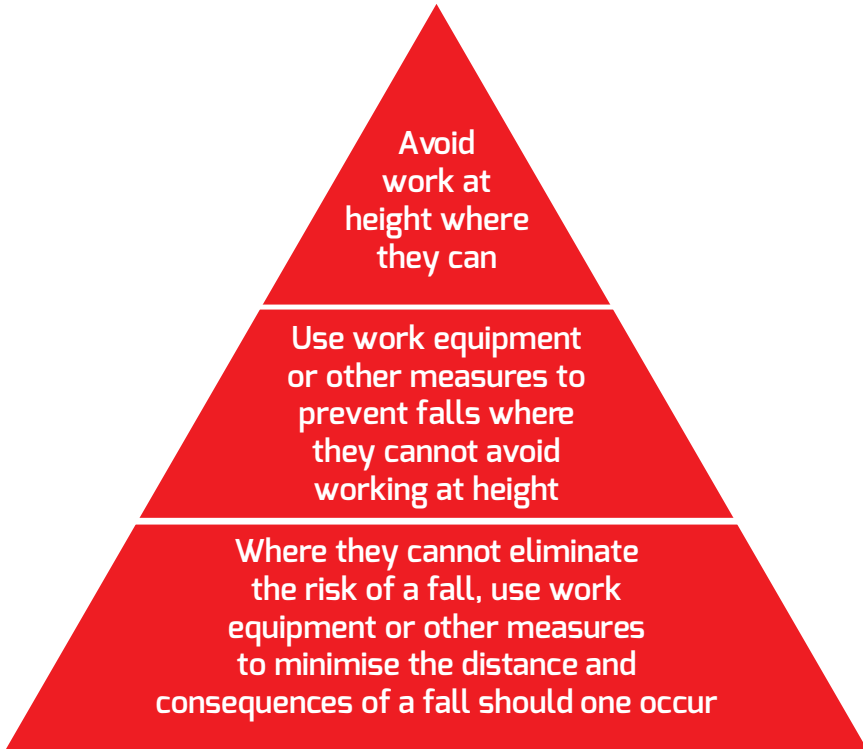 Avoid
work at
height where
they can
Use work equipment
or other measures to
prevent falls where
they cannot avoid
working at height
Where they cannot eliminate
the risk of a fall, use work
equipment or other measures
to minimise the distance and
consequences of a fall should one occur